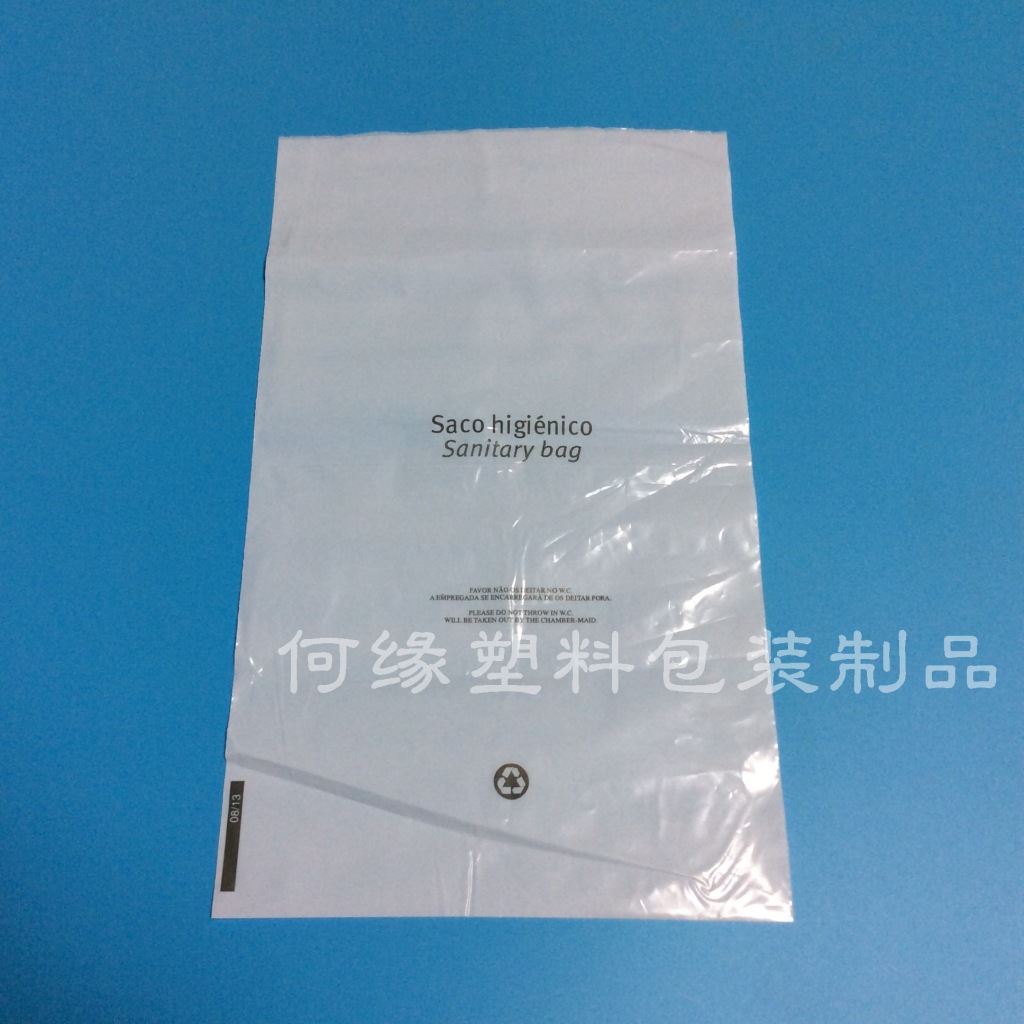 Saco higiénico
Sanitary bag
FAVOR NÃO OS DEITAR NO W.C.
A EMPREGADA SE ENCARREGARÁ DE OS DEITAR FORA.
PLEASE DO NOT THROW IN W.C.
WILL BE TAKEN OUT BY THE CHAMBER-MAID.
何缘塑料包装制品
08/13